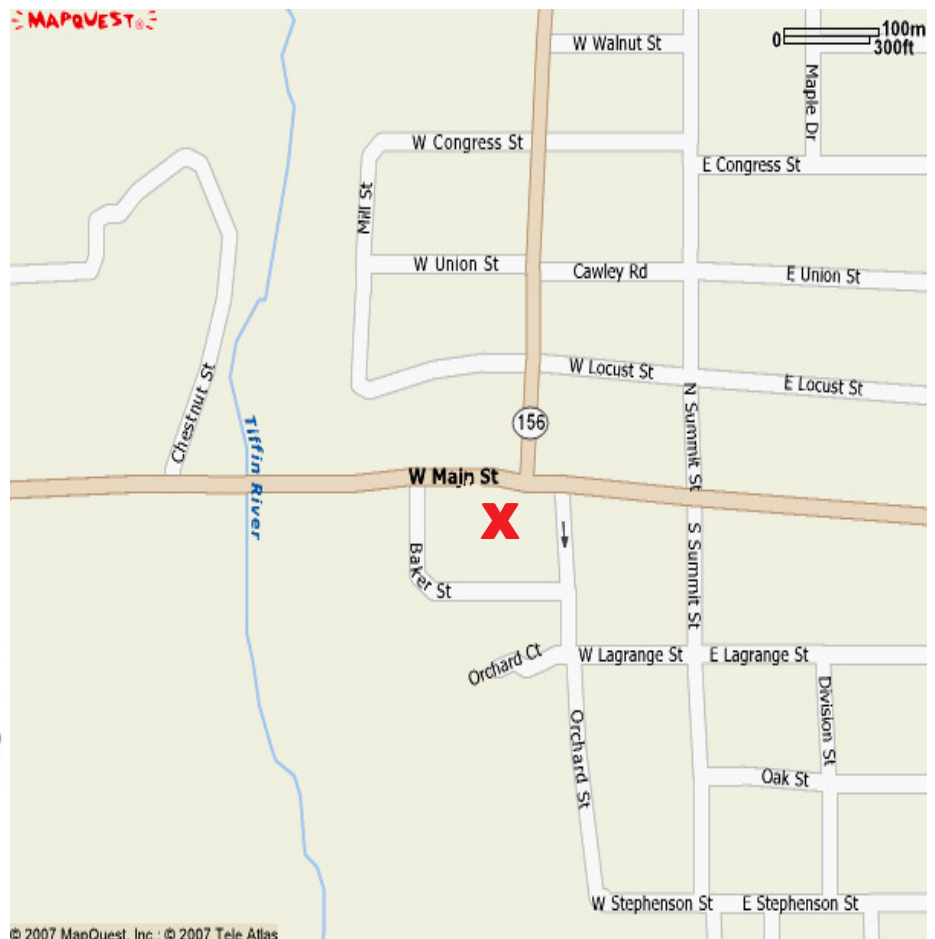 MAPQUEST®
0
100m
300ft
W Walnut St
Maple Dr
W Congress St
E Congress St
Mill St
W Union St
Cawley Rd
E Union St
W Locust St
E Locust St
Chestnut St
N Summit St
156
Tiffin River
W Main St
X
Baker St
S Summit St
Orchard Ct
W Lagrange St
E Lagrange St
Division St
Orchard St
Oak St
W Stephenson St
E Stephenson St
© 2007 MapQuest, Inc.; © 2007 Tele Atlas